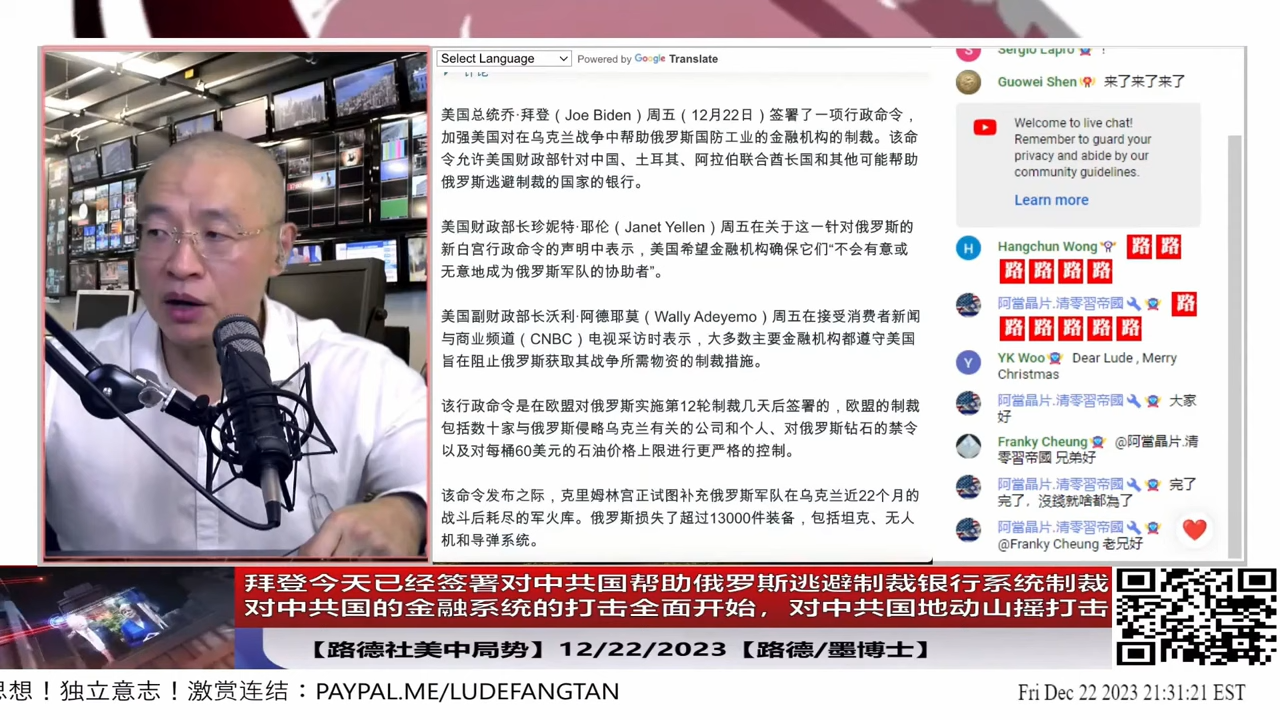 Select Language
Powered by Google Translate
美国总统乔·拜登（Joe Biden）周五（12月22日）签署了一项行政命令，
加强美国对在乌克兰战争中帮助俄罗斯国防工业的金融机构的制裁。该命
令允许美国财政部针对中国、土耳其、阿拉伯联合酋长国和其他可能帮助
俄罗斯逃避制裁的国家的银行。
美国财政部长珍妮特·耶伦（Janet Yellen）周五在关于这一针对俄罗斯的
新白宫行政命令的声明中表示，美国希望金融机构确保它们“不会有意或
无意地成为俄罗斯军队的协助者”。
美国副财政部长沃利·阿德耶莫（Wally Adeyemo）周五在接受消费者新闻
与商业频道（CNBC）电视采访时表示，大多数主要金融机构都遵守美国
旨在阻止俄罗斯获取其战争所需物资的制裁措施。
该行政命令是在欧盟对俄罗斯实施第12轮制裁几天后签署的，欧盟的制裁
包括数十家与俄罗斯侵略乌克兰有关的公司和个人、对俄罗斯钻石的禁令
以及对每桶60美元的石油价格上限进行更严格的控制。
该命令发布之际，克里姆林宫正试图补充俄罗斯军队在乌克兰近22个月的
战斗后耗尽的军火库。俄罗斯损失了超过13000件装备，包括坦克、无人
机和导弹系统。
Sergio Lapro !
Guowei Shen 来了来了来了
Welcome to live chat!
Remember to guard your
privacy and abide by our
community guidelines.
Learn more
H Hangchun Wong 路 路
路 路 路 路
阿當晶片.清零習帝國 路
路 路 路 路 路
Y YK Woo Dear Lude , Merry
Christmas
阿當晶片.清零習帝國 大家
好
Franky Cheung @阿當晶片.清
零習帝國 兄弟好
阿當晶片.清零習帝國 完了
完了，沒錢就啥都為了
阿當晶片.清零習帝國
@Franky Cheung 老兄好
拜登今天已经签署对中共国帮助俄罗斯逃避制裁银行系统制裁
对中共国的金融系统的打击全面开始，对中共国地动山摇打击
【路德社美中局势】12/22/2023【路德/墨博士】
思想！独立意志！激赏连结：PAYPAL.ME/LUDEFANGTAN
Fri Dec 22 2023 21:31:21 EST